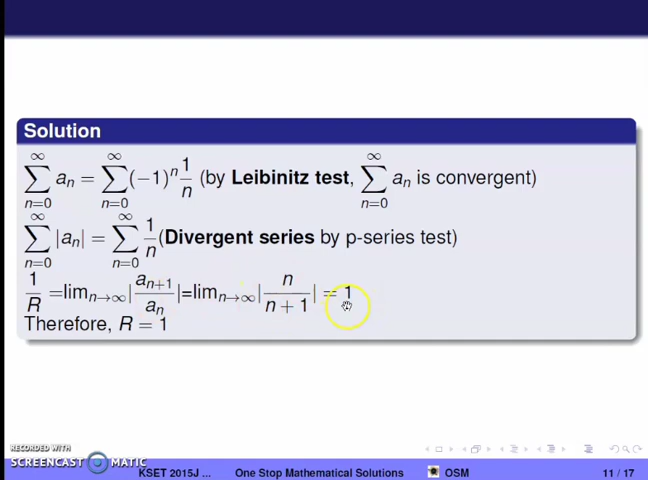 Solution
∑_{n=0}^{∞} a_n = ∑_{n=0}^{∞} (−1)^n 1/n (by Leibinitz test, ∑_{n=0}^{∞} a_n is convergent)
∑_{n=0}^{∞} |a_n| = ∑_{n=0}^{∞} 1/n (Divergent series by p-series test)
1/R =lim_{n→∞} |a_{n+1}/a_n|=lim_{n→∞} |n/(n + 1)| = 1
Therefore, R = 1
RECORDED WITH
SCREENCAST MATIC
KSET 2015J ... One Stop Mathematical Solutions OSM 11 / 17